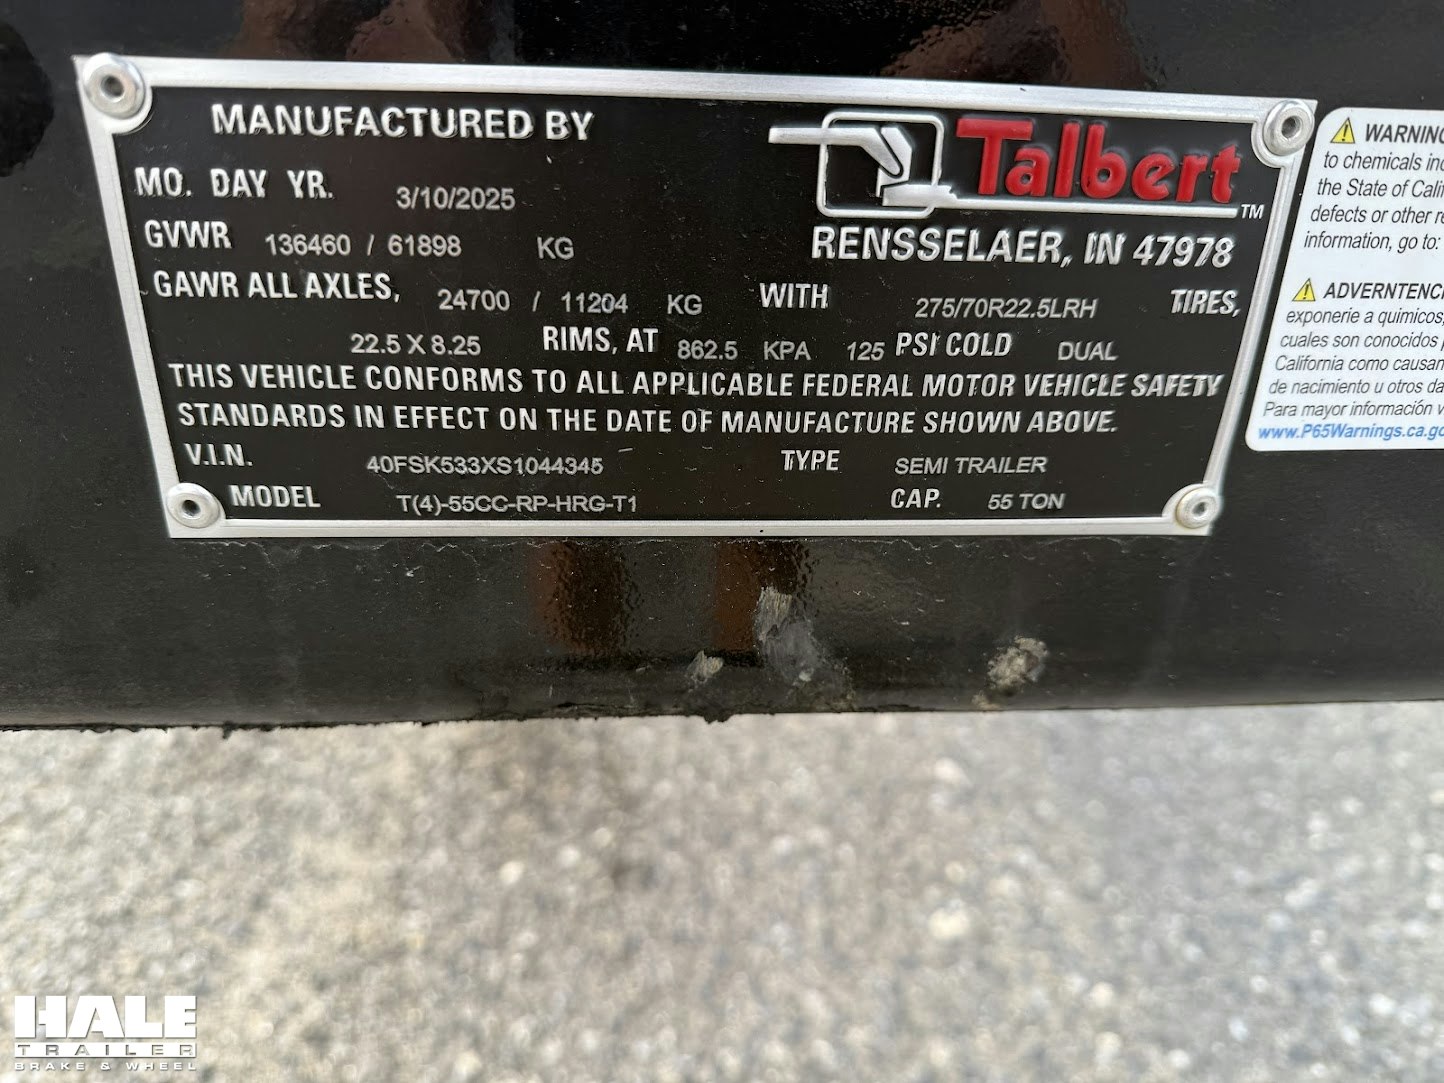 MANUFACTURED BY
Talbert™
MO. DAY YR. 3/10/2025
RENSSELAER, IN 47978
GVWR 136460 / 61898 KG
GAWR ALL AXLES, 24700 / 11204 KG WITH 275/70R22.5LRH TIRES,
22.5 X 8.25 RIMS, AT 862.5 KPA 125 PSI COLD DUAL
THIS VEHICLE CONFORMS TO ALL APPLICABLE FEDERAL MOTOR VEHICLE SAFETY
STANDARDS IN EFFECT ON THE DATE OF MANUFACTURE SHOWN ABOVE.
V.I.N. 40FSK533XS1044345 TYPE SEMI TRAILER
MODEL T(4)-55CC-RP-HRG-T1 CAP. 55 TON
WARNING
to chemicals
the State of
defects or other
information, go to:
exponerie a quimicos,
cuales son conocidos
California como
de nacimiento u otros
Para mayor información
www.P65Warnings.ca.go
HALE
TRAILER
BRAKE & WHEEL